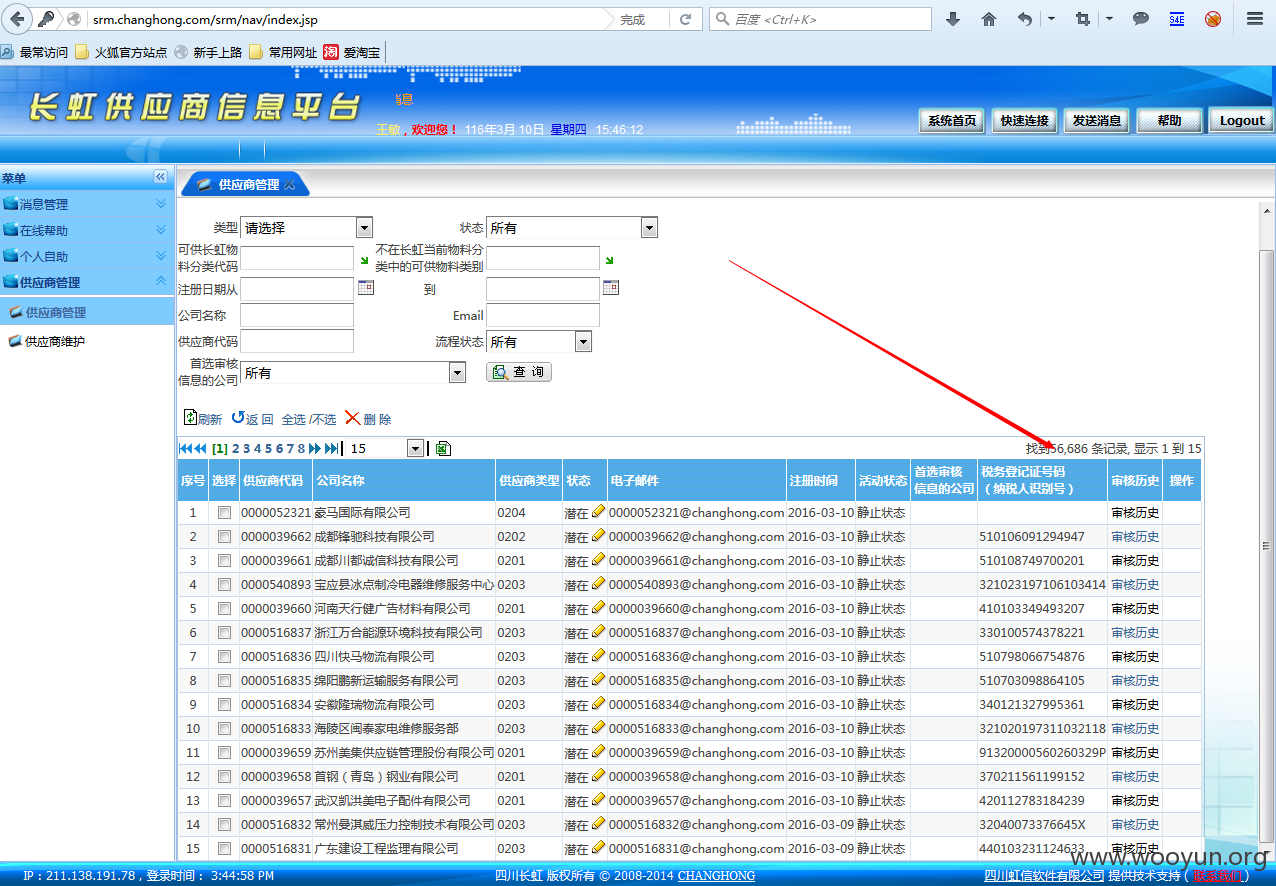 srm.changhong.com/srm/nav/index.jsp 完成 百度 <Ctrl+K> S4E
最常访问 火狐官方站点 新手上路 常用网址 淘 爱淘宝
长虹供应商信息平台 息
王敏，欢迎您！ 116年3月 10日 星期四 15:46:12
系统首页 快速连接 发送消息 帮助 Logout
菜单
消息管理
在线帮助
个人自助
供应商管理
供应商管理
供应商维护
供应商管理
类型 请选择 状态 所有
可供长虹物料分类代码 不在长虹当前物料分类中的可供物料类别
注册日期从 到
公司名称 Email
供应商代码 流程状态 所有
首选审核信息的公司 所有 查 询
刷新 返 回 全选 /不选 删 除
[1] 2 3 4 5 6 7 8 15 找到56,686 条记录, 显示 1 到 15
序号 选择 供应商代码 公司名称 供应商类型 状态 电子邮件 注册时间 活动状态 首选审核信息的公司 税务登记证号码（纳税人识别号） 审核历史 操作
1 0000052321 豪马国际有限公司 0204 潜在 0000052321@changhong.com 2016-03-10 静止状态 审核历史
2 0000039662 成都锋驰科技有限公司 0202 潜在 0000039662@changhong.com 2016-03-10 静止状态 510106091294947 审核历史
3 0000039661 成都川都诚信科技有限公司 0201 潜在 0000039661@changhong.com 2016-03-10 静止状态 510108749700201 审核历史
4 0000540893 宝应县冰点制冷电器维修服务中心 0203 潜在 0000540893@changhong.com 2016-03-10 静止状态 321023197106103414 审核历史
5 0000039660 河南天行健广告材料有限公司 0201 潜在 0000039660@changhong.com 2016-03-10 静止状态 410103349493207 审核历史
6 0000516837 浙江万合能源环境科技有限公司 0203 潜在 0000516837@changhong.com 2016-03-10 静止状态 330100574378221 审核历史
7 0000516836 四川快马物流有限公司 0203 潜在 0000516836@changhong.com 2016-03-10 静止状态 510798066754876 审核历史
8 0000516835 绵阳鹏新运输服务有限公司 0203 潜在 0000516835@changhong.com 2016-03-10 静止状态 510703098864105 审核历史
9 0000516834 安徽隆瑞物流有限公司 0203 潜在 0000516834@changhong.com 2016-03-10 静止状态 340121327995361 审核历史
10 0000516833 海陵区闽泰家电维修服务部 0203 潜在 0000516833@changhong.com 2016-03-10 静止状态 321020197311032118 审核历史
11 0000039659 苏州美集供应链管理股份有限公司 0201 潜在 0000039659@changhong.com 2016-03-10 静止状态 91320000560260329P 审核历史
12 0000039658 首钢（青岛）钢业有限公司 0201 潜在 0000039658@changhong.com 2016-03-10 静止状态 370211561199152 审核历史
13 0000039657 武汉凯洪美电子配件有限公司 0201 潜在 0000039657@changhong.com 2016-03-10 静止状态 420112783184239 审核历史
14 0000516832 常州曼淇威压力控制技术有限公司 0203 潜在 0000516832@changhong.com 2016-03-09 静止状态 32040073376645X 审核历史
15 0000516831 广东建设工程监理有限公司 0203 潜在 0000516831@changhong.com 2016-03-09 静止状态 440103231124633 审核历史
www.wooyun.org
IP：211.138.191.78，登录时间： 3:44:58 PM 四川长虹 版权所有 © 2008-2014 CHANGHONG 四川虹信软件有限公司 提供技术支持（ 联系我们 ）